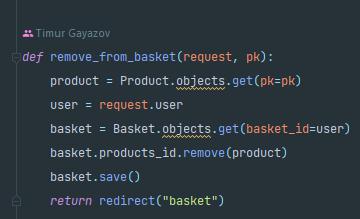 Timur Gayazov
def remove_from_basket(request, pk):
    product = Product.objects.get(pk=pk)
    user = request.user
    basket = Basket.objects.get(basket_id=user)
    basket.products_id.remove(product)
    basket.save()
    return redirect("basket")